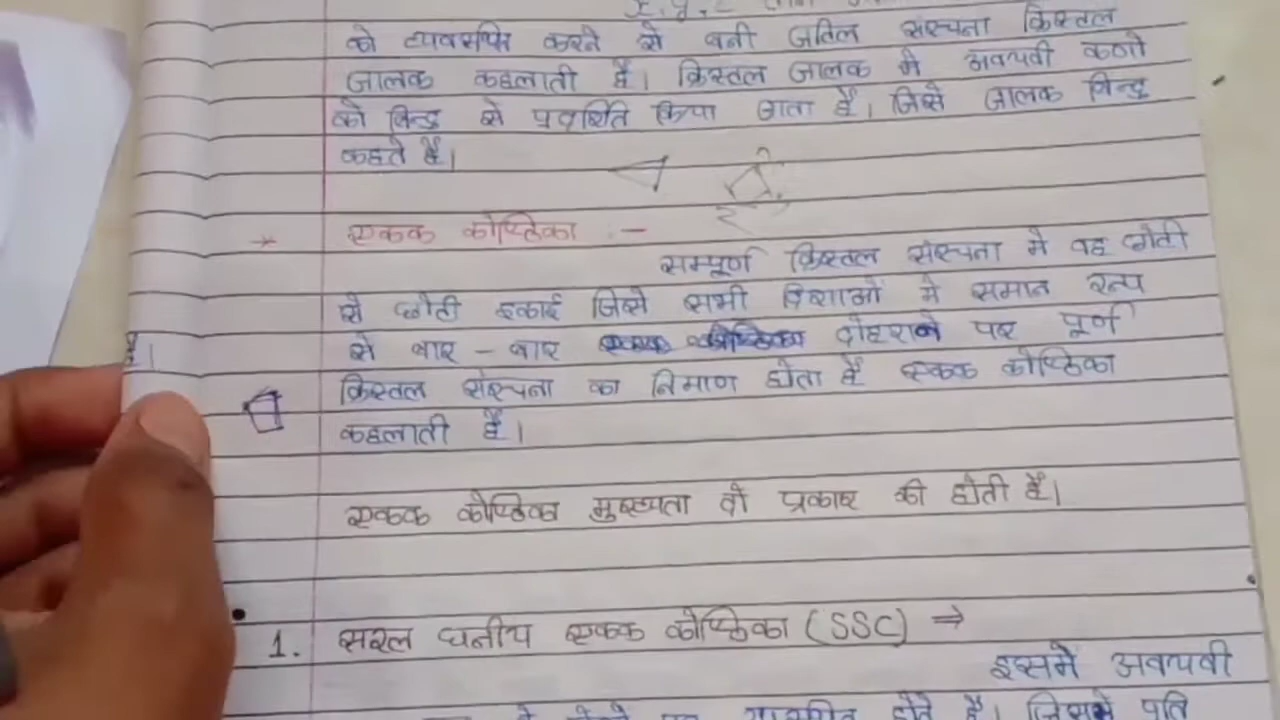 को व्यवस्थित करने से बनी जटिल संरचना क्रिस्टल
जालक कहलाती है। क्रिस्टल जालक मे अवयवी कणो
को बिन्दु से प्रदर्शित किया जाता है। जिसे जालक बिन्दु
कहते है।
* एकक कोष्ठिका :-
सम्पूर्ण क्रिस्टल संरचना मे वह छोटी
से छोटी इकाई जिसे सभी दिशाओ मे समान रूप
से बार - बार दोहराने पर पूर्ण
है।
क्रिस्टल संरचना का निमाण होता है एकक कोष्ठिका
कहलाती है।
एकक कोष्ठिका मुख्यता दो प्रकार की होती है।
1. सरल घनीय एकक कोष्ठिका (SSC) ⇒
इसमे अवयवी
होते है। जिसमे प्रति